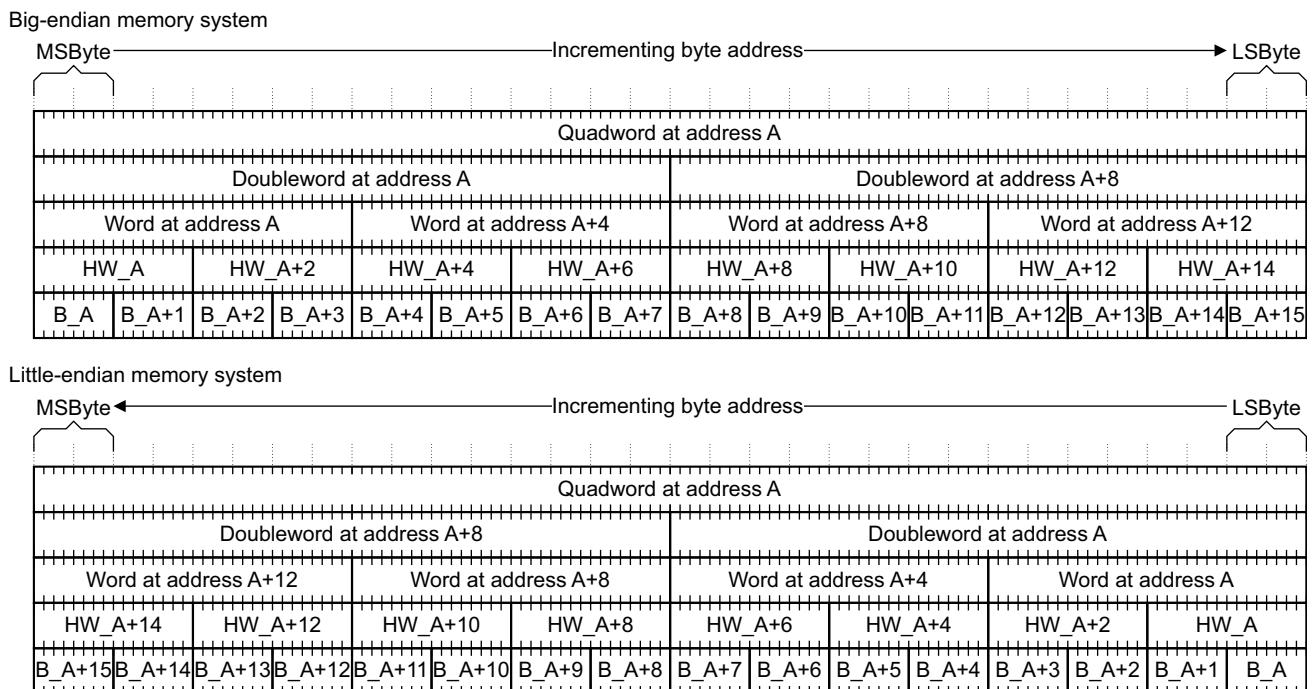 Big-endian memory system
MSByte Incrementing byte address LSByte
Quadword at address A
Doubleword at address A Doubleword at address A+8
Word at address A Word at address A+4 Word at address A+8 Word at address A+12
HW_A HW_A+2 HW_A+4 HW_A+6 HW_A+8 HW_A+10 HW_A+12 HW_A+14
B_A B_A+1 B_A+2 B_A+3 B_A+4 B_A+5 B_A+6 B_A+7 B_A+8 B_A+9 B_A+10 B_A+11 B_A+12 B_A+13 B_A+14 B_A+15
Little-endian memory system
MSByte Incrementing byte address LSByte
Quadword at address A
Doubleword at address A+8 Doubleword at address A
Word at address A+12 Word at address A+8 Word at address A+4 Word at address A
HW_A+14 HW_A+12 HW_A+10 HW_A+8 HW_A+6 HW_A+4 HW_A+2 HW_A
B_A+15 B_A+14 B_A+13 B_A+12 B_A+11 B_A+10 B_A+9 B_A+8 B_A+7 B_A+6 B_A+5 B_A+4 B_A+3 B_A+2 B_A+1 B_A